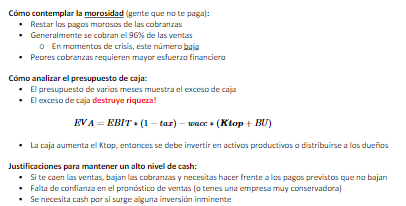 Cómo contemplar la morosidad (gente que no te paga):
• Restar los pagos morosos de las cobranzas
• Generalmente se cobran el 96% de las ventas
o En momentos de crisis, este número baja
• Peores cobranzas requieren mayor esfuerzo financiero
Cómo analizar el presupuesto de caja:
• El presupuesto de varios meses muestra el exceso de caja
• El exceso de caja destruye riqueza!
EVA = EBIT * (1 − tax) − wacc * (Ktop + BU)
• La caja aumenta el Ktop, entonces se debe invertir en activos productivos o distribuirse a los dueños
Justificaciones para mantener un alto nivel de cash:
• Si te caen las ventas, bajan las cobranzas y necesitas hacer frente a los pagos previstos que no bajan
• Falta de confianza en el pronóstico de ventas (o tenes una empresa muy conservadora)
• Se necesita cash por si surge alguna inversión inminente